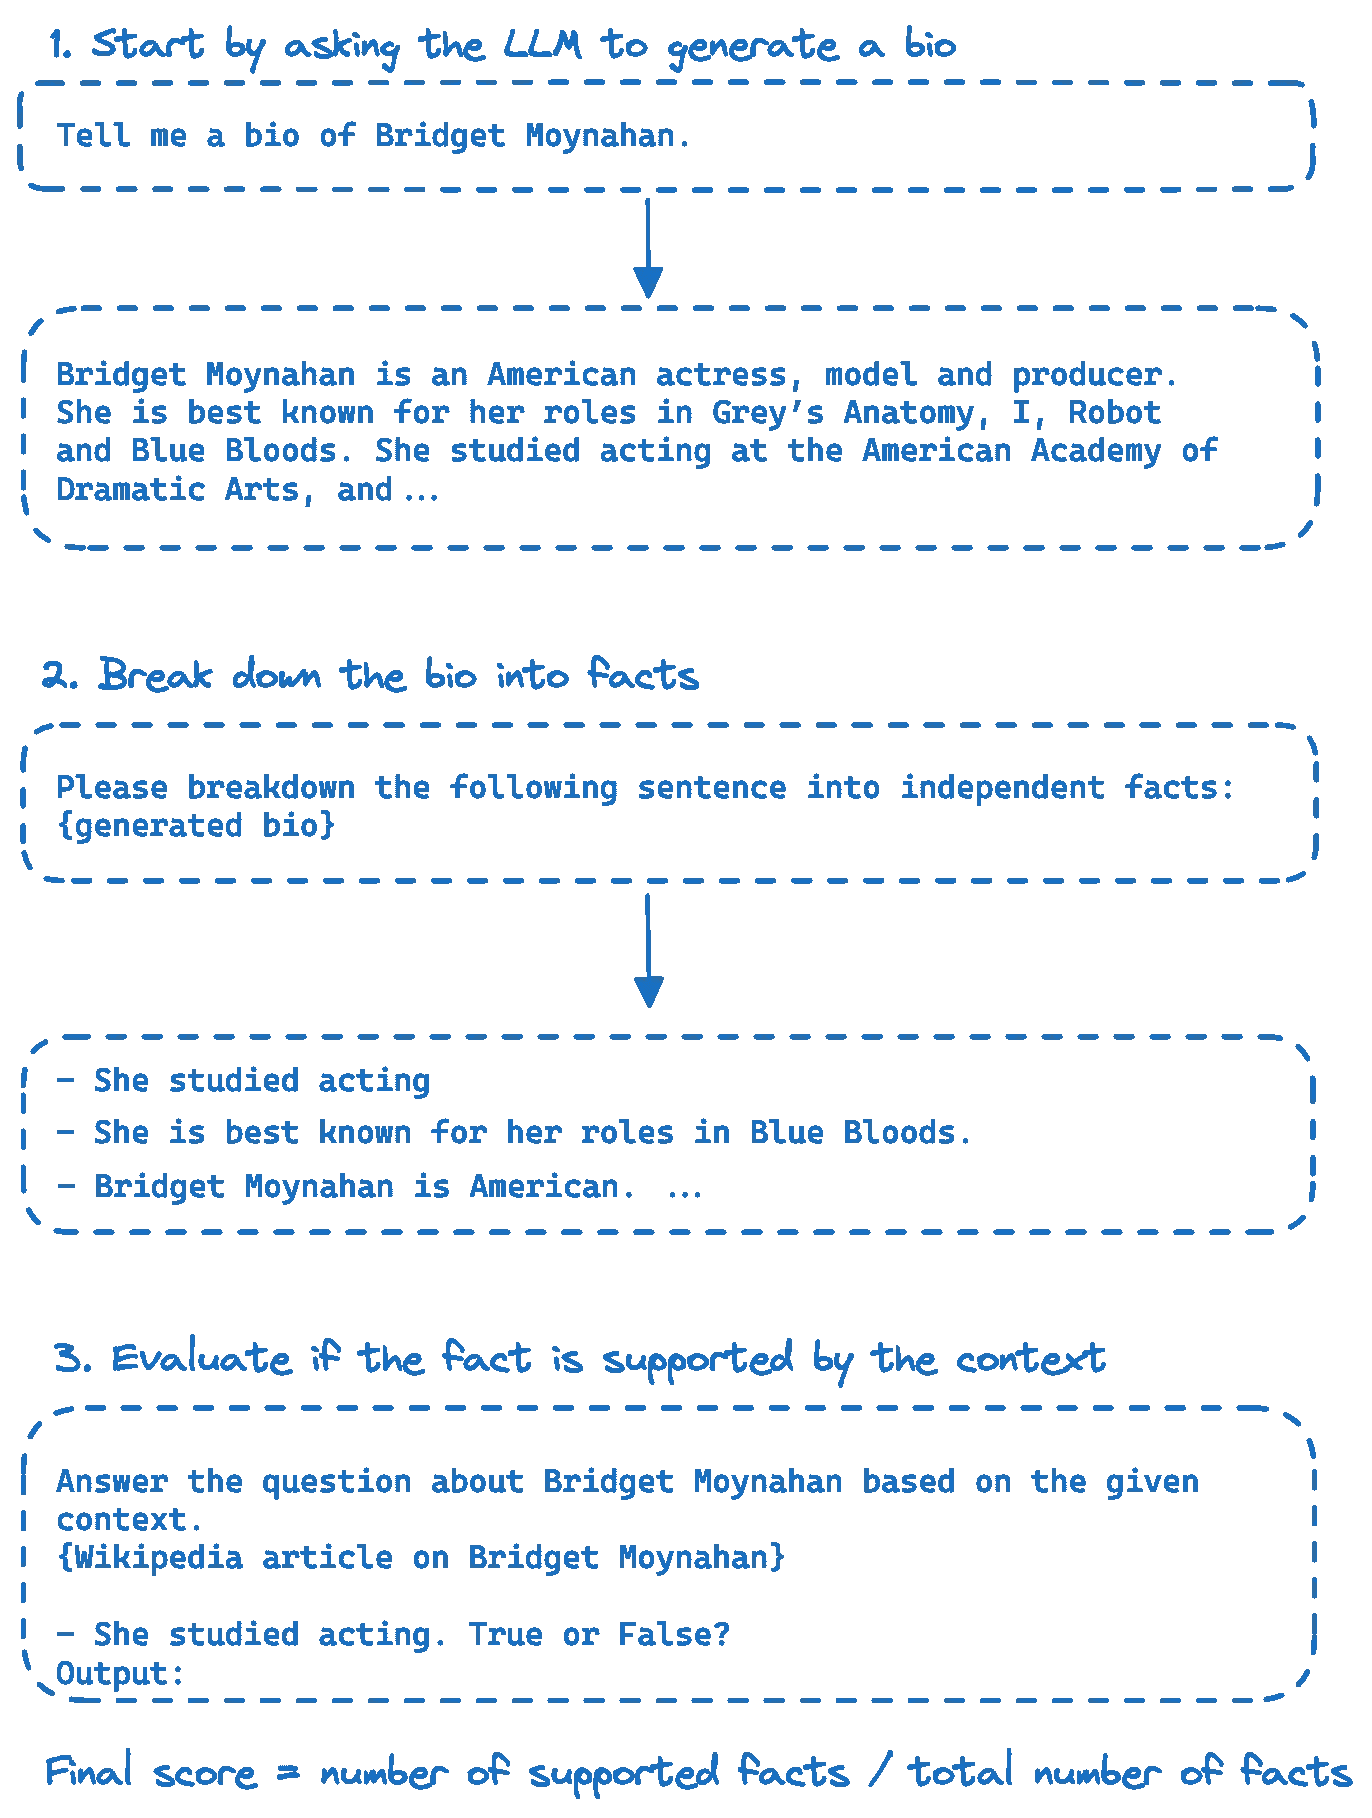 1. Start by asking the LLM to generate a bio
Tell me a bio of Bridget Moynahan.
Bridget Moynahan is an American actress, model and producer.
She is best known for her roles in Grey's Anatomy, I, Robot
and Blue Bloods. She studied acting at the American Academy of
Dramatic Arts, and ...
2. Break down the bio into facts
Please breakdown the following sentence into independent facts:
{generated bio}
- She studied acting
- She is best known for her roles in Blue Bloods.
- Bridget Moynahan is American. ...
3. Evaluate if the fact is supported by the context
Answer the question about Bridget Moynahan based on the given
context.
{Wikipedia article on Bridget Moynahan}
- She studied acting. True or False?
Output:
Final score = number of supported facts / total number of facts